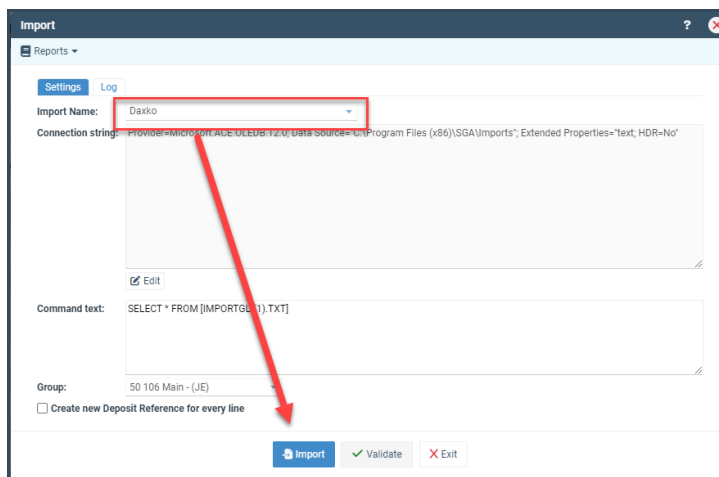 Import ?
Reports
Settings Log
Import Name: Daxko
Connection string: Provider=Microsoft.ACE.OLEDB.12.0; Data Source="C:\Program Files (x86)\SGA\Imports"; Extended Properties="text; HDR=No"
Edit
Command text: SELECT * FROM [IMPORTGL(1).TXT]
Group: 50 106 Main - (JE)
Create new Deposit Reference for every line
Import Validate Exit